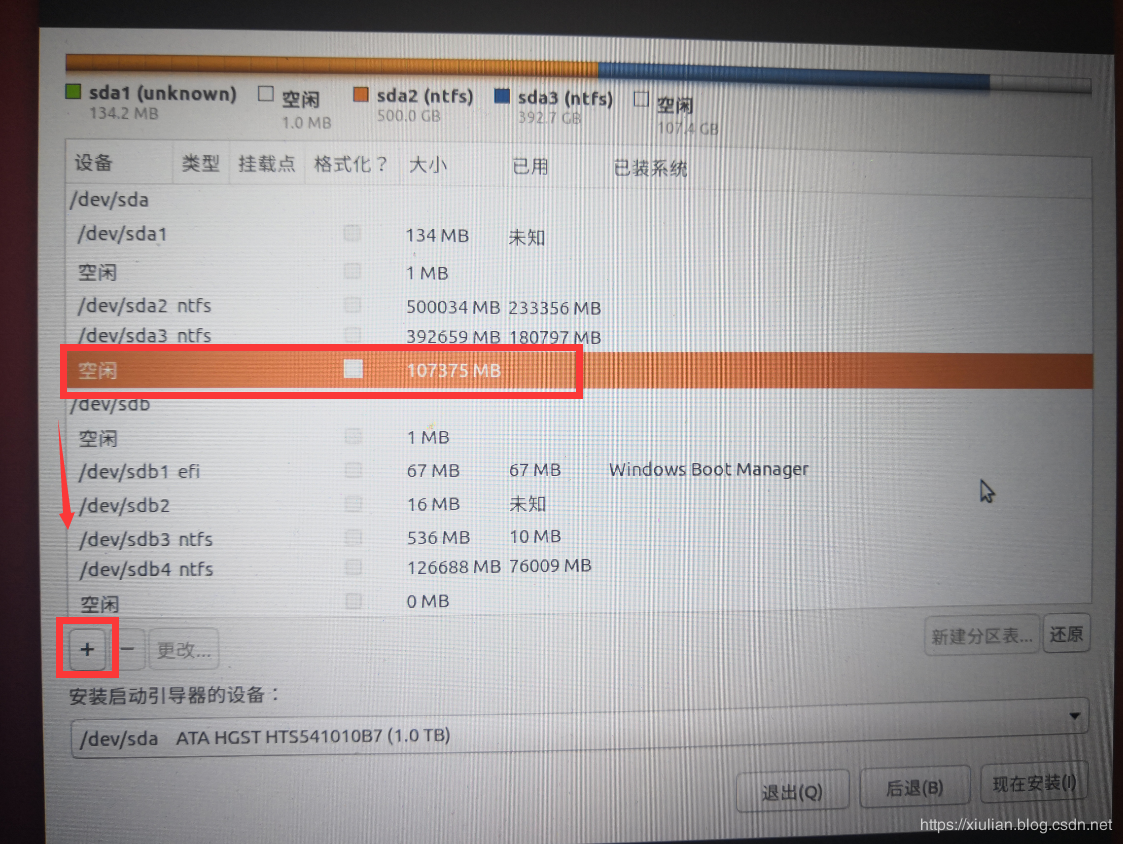 sda1 (unknown) 空闲 sda2 (ntfs) sda3 (ntfs) 空闲
134.2 MB 1.0 MB 500.0 GB 392.7 GB 107.4 GB
设备 类型 挂载点 格式化？ 大小 已用 已装系统
/dev/sda
/dev/sda1 134 MB 未知
空闲 1 MB
/dev/sda2 ntfs 500034 MB 233356 MB
/dev/sda3 ntfs 392659 MB 180797 MB
空闲 107375 MB
/dev/sdb
空闲 1 MB
/dev/sdb1 efi 67 MB 67 MB Windows Boot Manager
/dev/sdb2 16 MB 未知
/dev/sdb3 ntfs 536 MB 10 MB
/dev/sdb4 ntfs 126688 MB 76009 MB
空闲 0 MB
+ − 更改... 新建分区表... 还原
安装启动引导器的设备：
/dev/sda ATA HGST HTS541010B7 (1.0 TB)
退出(Q) 后退(B) 现在安装(I)
https://xiulian.blog.csdn.net